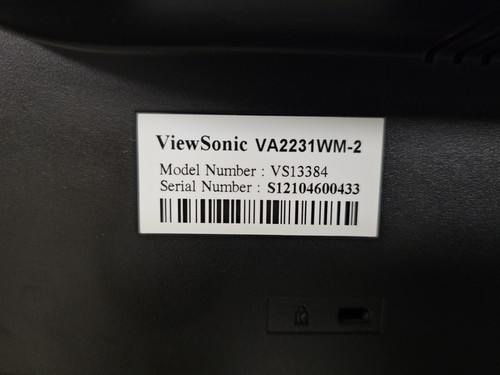 ViewSonic VA2231WM-2
Model Number : VS13384
Serial Number : S12104600433